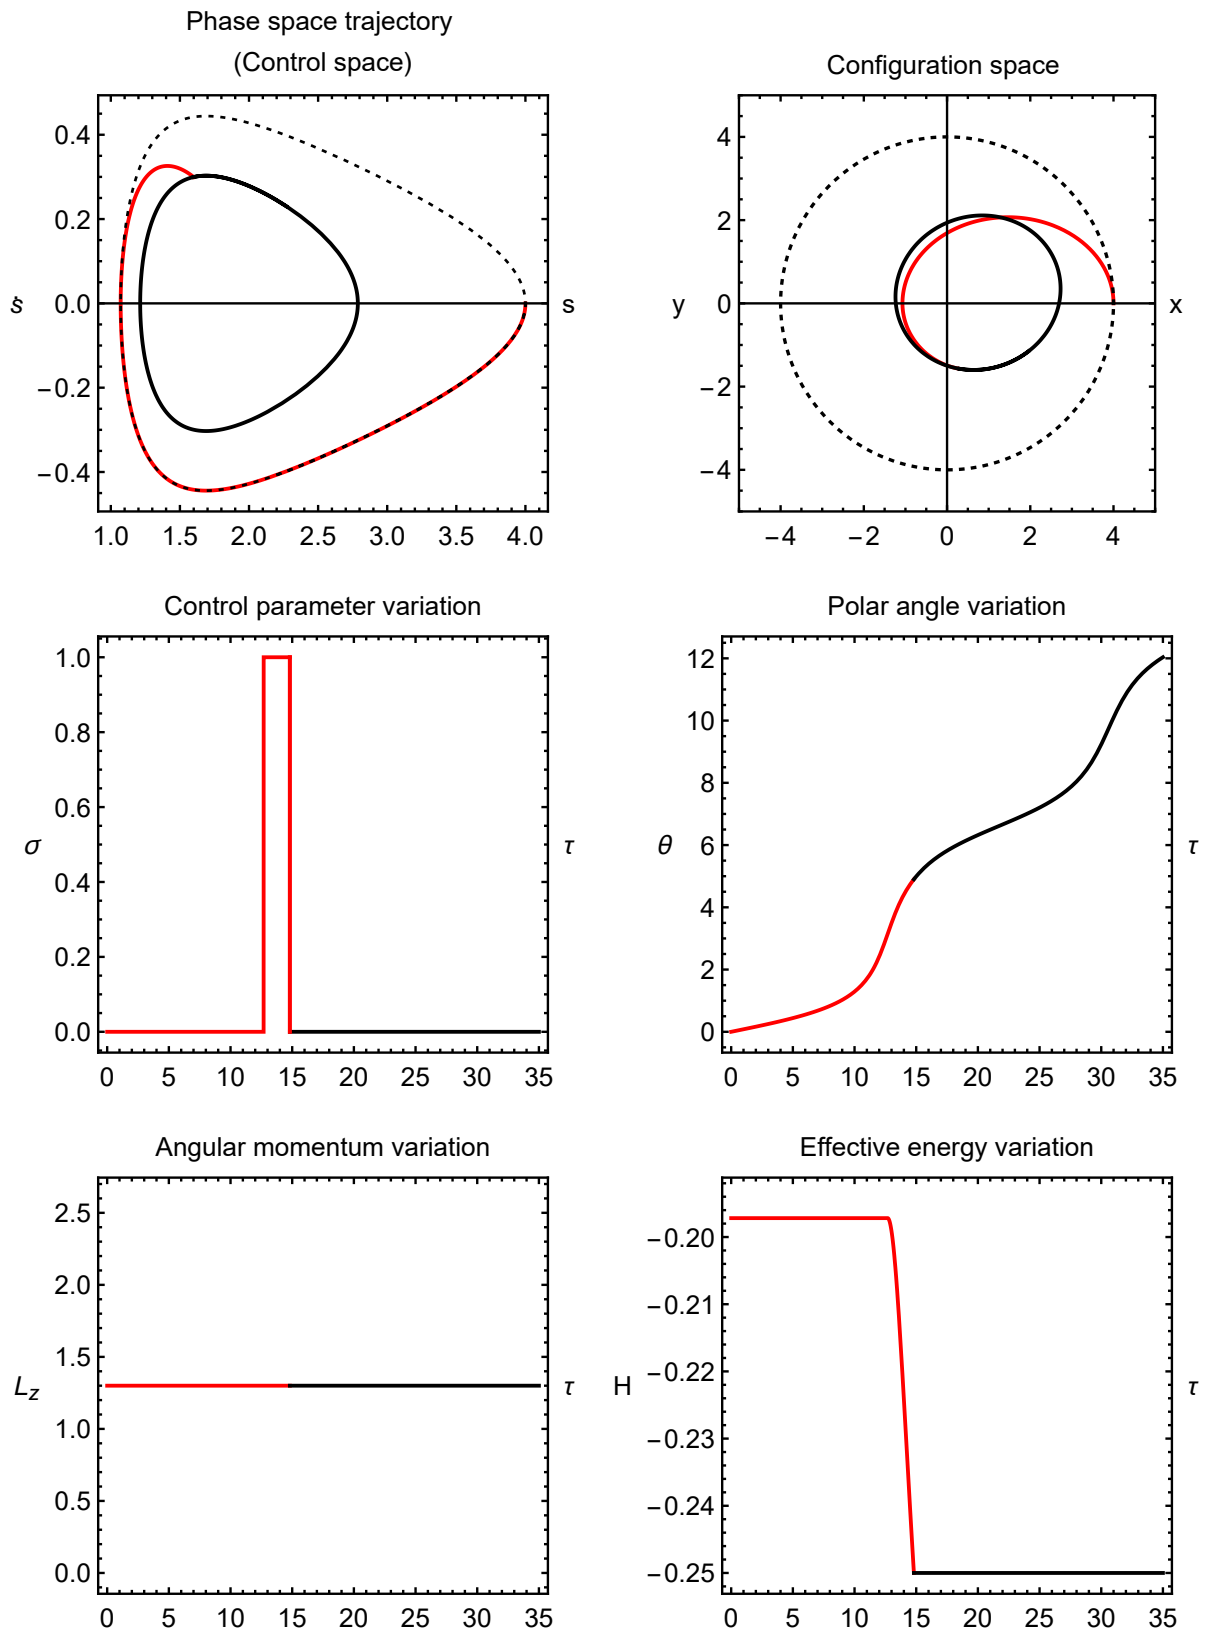 Phase space trajectory
(Control space)
0.4
0.2
0.0
−0.2
−0.4
ṡ
s
1.0 1.5 2.0 2.5 3.0 3.5 4.0
Configuration space
4
2
0
−2
−4
y
x
−4 −2 0 2 4
Control parameter variation
1.0
0.8
0.6
0.4
0.2
0.0
σ
τ
0 5 10 15 20 25 30 35
Polar angle variation
12
10
8
6
4
2
0
θ
τ
0 5 10 15 20 25 30 35
Angular momentum variation
2.5
2.0
1.5
1.0
0.5
0.0
L_z
τ
0 5 10 15 20 25 30 35
Effective energy variation
−0.20
−0.21
−0.22
−0.23
−0.24
−0.25
H
τ
0 5 10 15 20 25 30 35